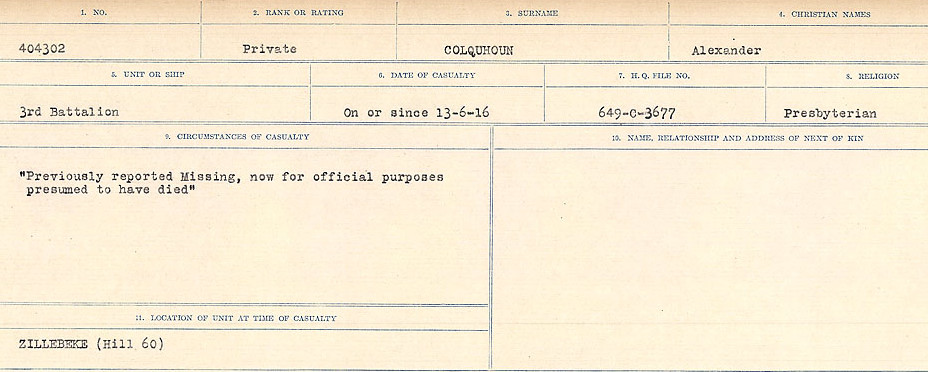 1. NO.
2. RANK OR RATING
3. SURNAME
4. CHRISTIAN NAMES
404302
Private
COLQUHOUN
Alexander
5. UNIT OR SHIP
6. DATE OF CASUALTY
7. H. Q. FILE NO.
8. RELIGION
3rd Battalion
On or since 13-6-16
649-C-3677
Presbyterian
9. CIRCUMSTANCES OF CASUALTY
10. NAME, RELATIONSHIP AND ADDRESS OF NEXT OF KIN
"Previously reported Missing, now for official purposes
presumed to have died"
11. LOCATION OF UNIT AT TIME OF CASUALTY
ZILLEBEKE (Hill 60)